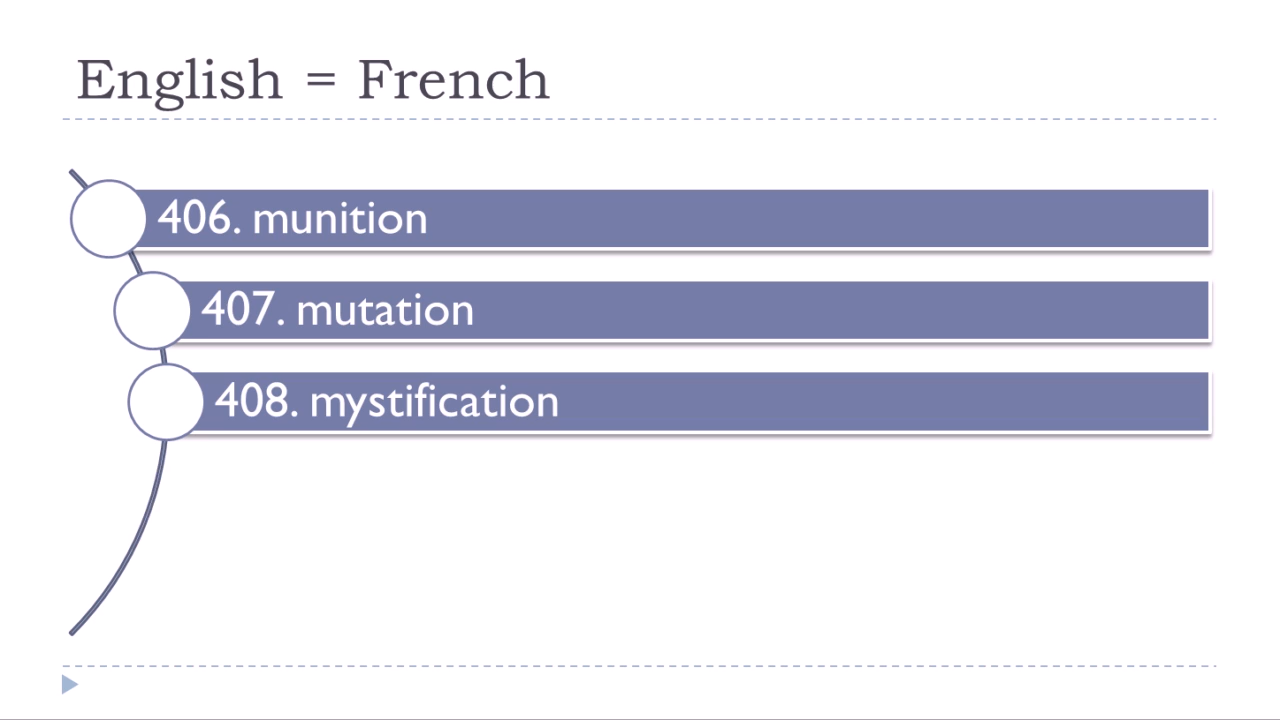 English = French
406. munition
407. mutation
408. mystification